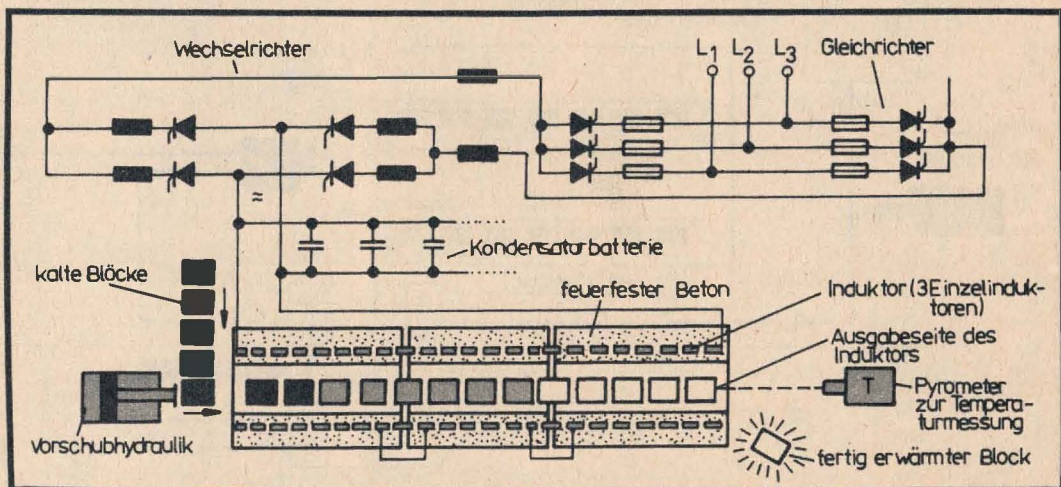 Wechselrichter
L1 L2 L3
Gleichrichter
≈
Kondensatorbatterie
kalte Blöcke
feuerfester Beton
Induktor (3 Einzelinduk-
toren)
Ausgabeseite des
Induktors
T
Pyrometer
zur Tempera-
turmessung
Vorschubhydraulik
fertig erwärmter Block